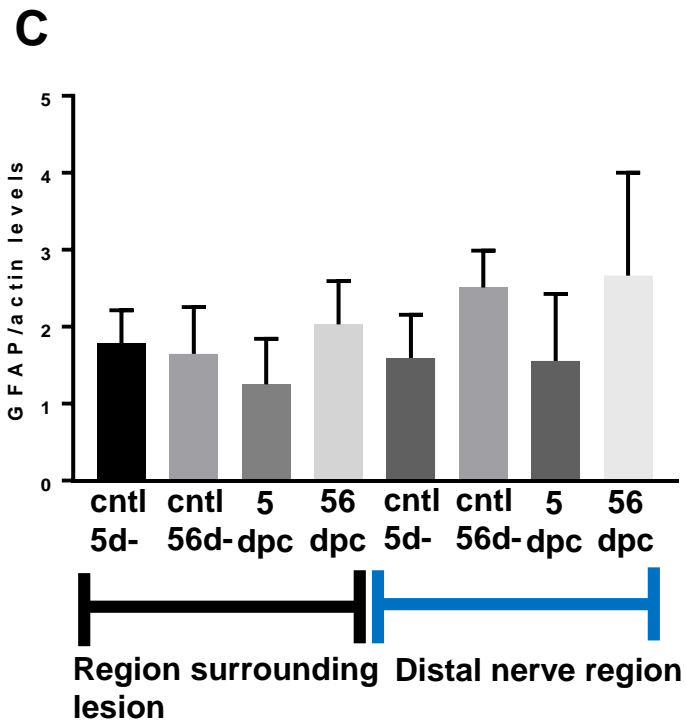 C
GFAP/actin levels
5
4
3
2
1
0
cntl cntl 5 56 cntl cntl 5 56
5d- 56d- dpc dpc 5d- 56d- dpc dpc
Region surrounding Distal nerve region
lesion